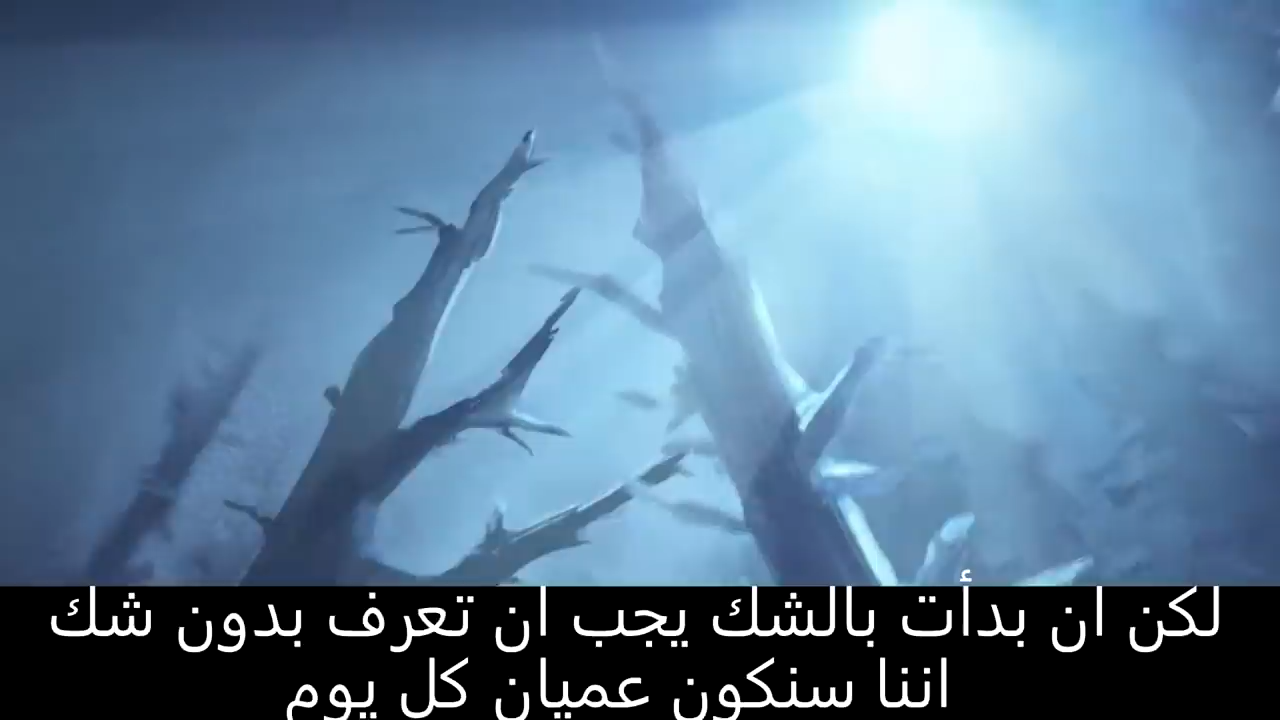 لكن ان بدأت بالشك يجب ان تعرف بدون شك
اننا سنكون عميان كل يوم